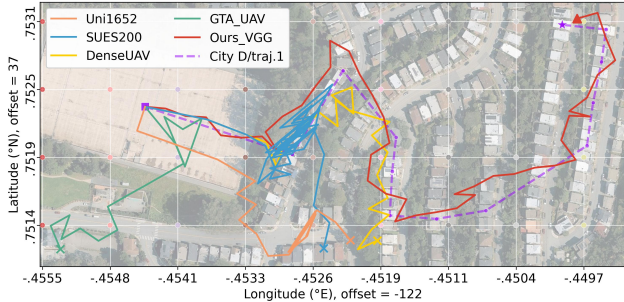 Uni1652
SUES200
DenseUAV
GTA_UAV
Ours_VGG
City D/traj.1
Latitude (°N), offset = 37
.7531
.7525
.7519
.7514
-.4555 -.4548 -.4541 -.4533 -.4526 -.4519 -.4511 -.4504 -.4497
Longitude (°E), offset = -122